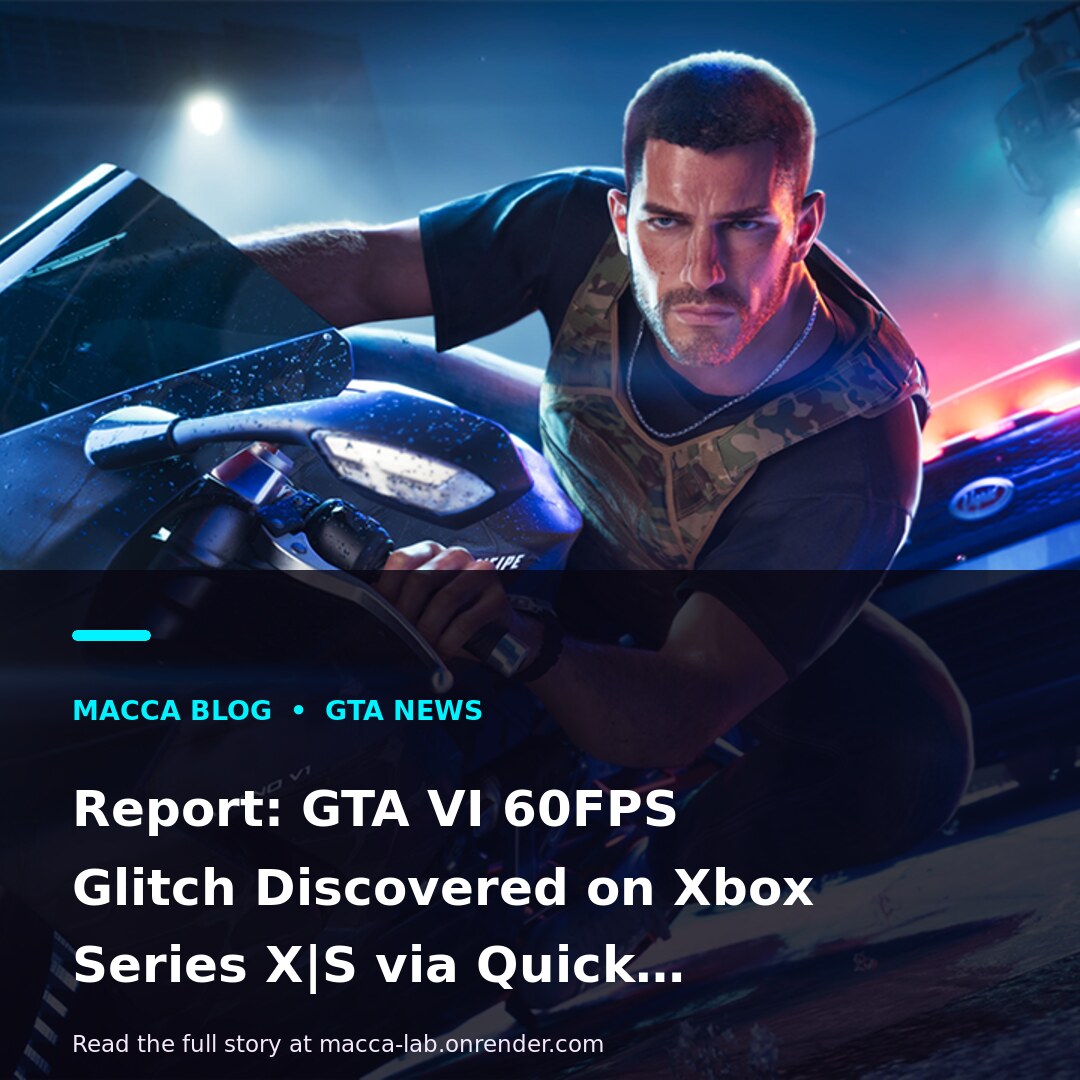 MACCA BLOG • GTA NEWS
Report: GTA VI 60FPS
Glitch Discovered on Xbox
Series X|S via Quick...
Read the full story at macca-lab.onrender.com